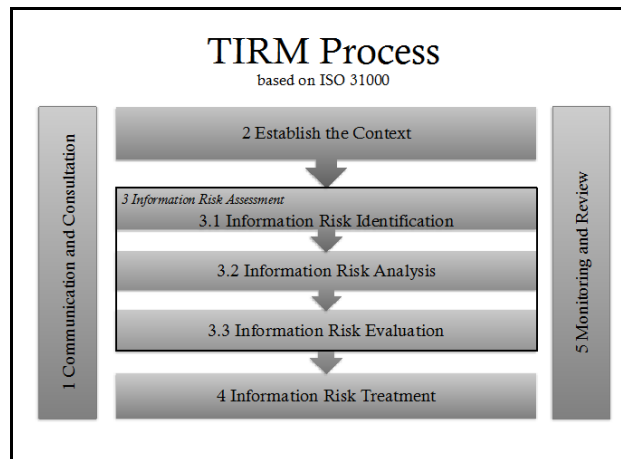 TIRM Process
based on ISO 31000
1 Communication and Consultation
2 Establish the Context
3 Information Risk Assessment
3.1 Information Risk Identification
3.2 Information Risk Analysis
3.3 Information Risk Evaluation
4 Information Risk Treatment
5 Monitoring and Review